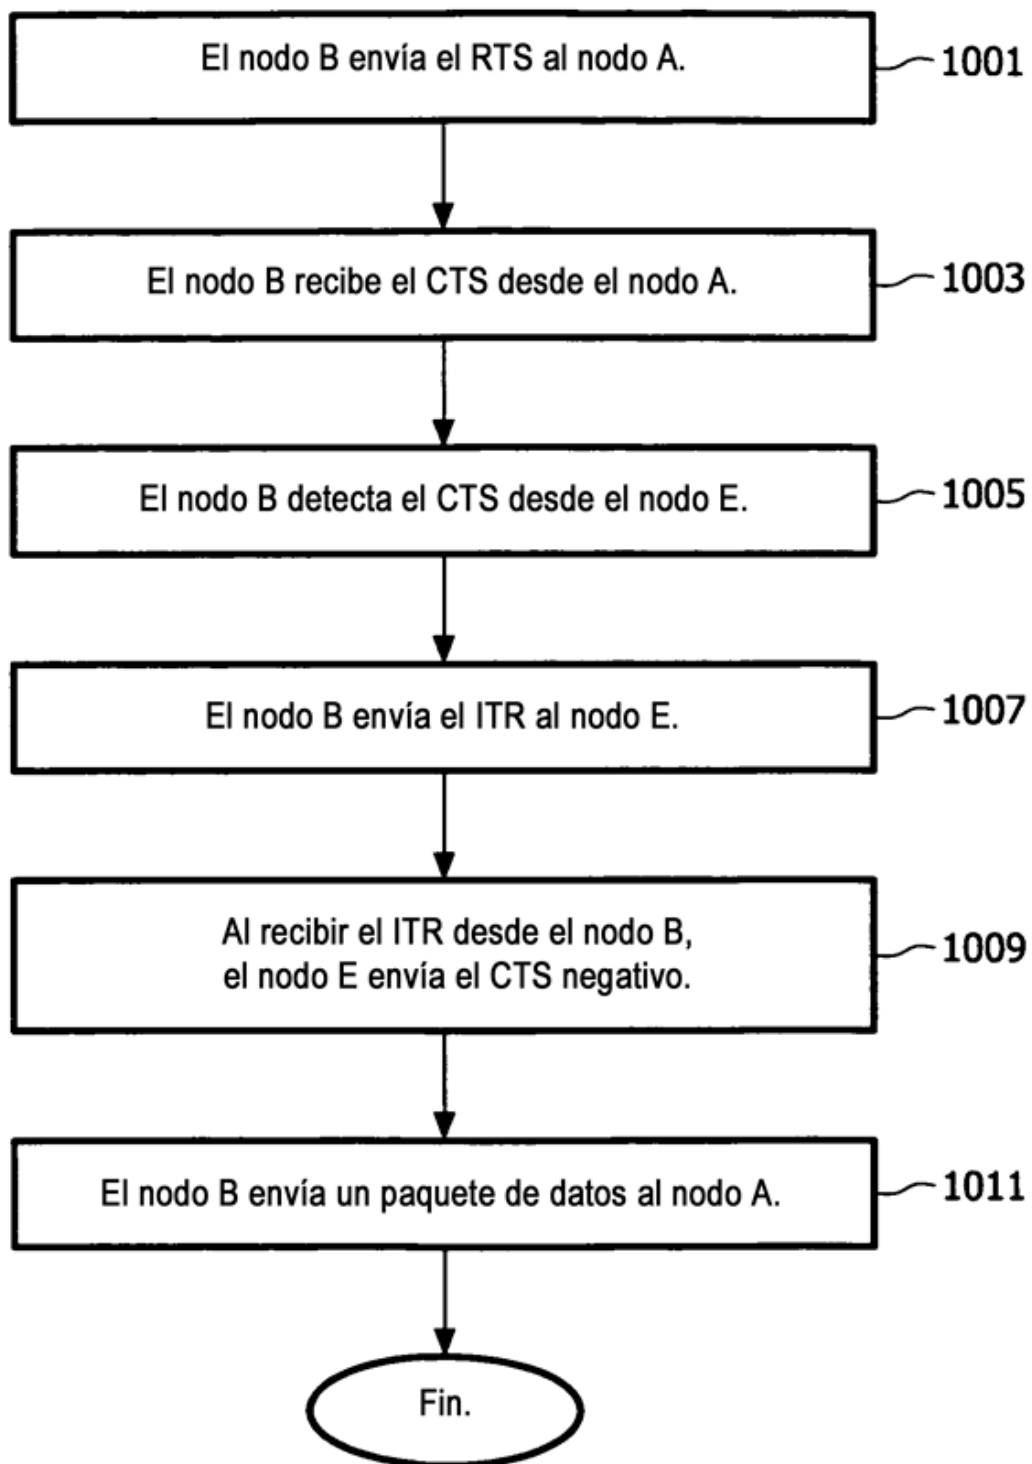 El nodo B envía el RTS al nodo A.
1001
El nodo B recibe el CTS desde el nodo A.
1003
El nodo B detecta el CTS desde el nodo E.
1005
El nodo B envía el ITR al nodo E.
1007
Al recibir el ITR desde el nodo B,
el nodo E envía el CTS negativo.
1009
El nodo B envía un paquete de datos al nodo A.
1011
Fin.